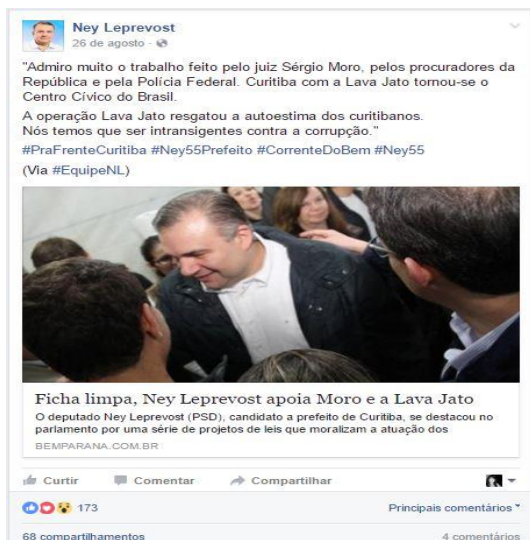 Ney Leprevost
26 de agosto ·
"Admiro muito o trabalho feito pelo juiz Sérgio Moro, pelos procuradores da
República e pela Polícia Federal. Curitiba com a Lava Jato tornou-se o
Centro Cívico do Brasil.
A operação Lava Jato resgatou a autoestima dos curitibanos.
Nós temos que ser intransigentes contra a corrupção."
#PraFrenteCuritiba #Ney55Prefeito #CorrenteDoBem #Ney55
(Via #EquipeNL)
Ficha limpa, Ney Leprevost apoia Moro e a Lava Jato
O deputado Ney Leprevost (PSD), candidato a prefeito de Curitiba, se destacou no
parlamento por uma série de projetos de leis que moralizam a atuação dos
BEMPARANA.COM.BR
Curtir Comentar Compartilhar
173 Principais comentários
68 compartilhamentos 4 comentários